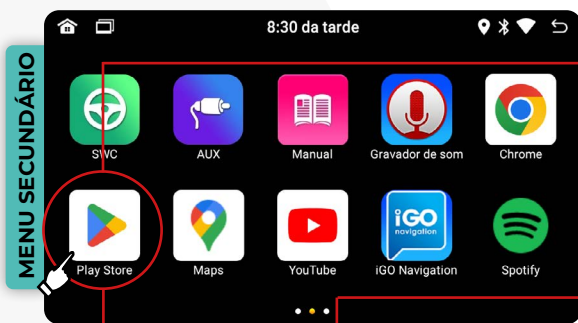 MENU SECUNDÁRIO
8:30 da tarde
SWC
AUX
Manual
Gravador de som
Chrome
Play Store
Maps
YouTube
iGO
navigation
iGO Navigation
Spotify